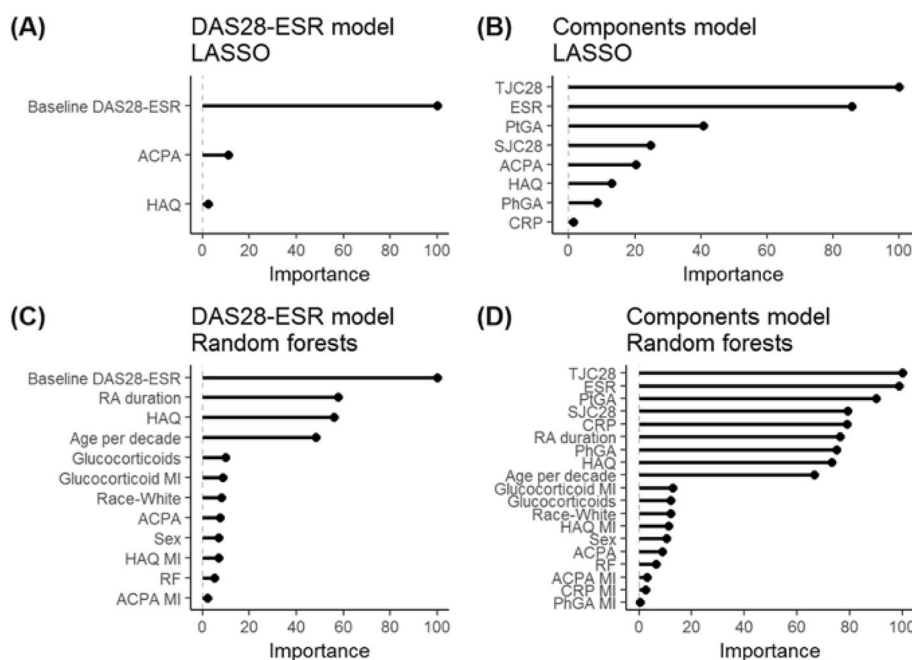 (A)
DAS28-ESR model
LASSO
Baseline DAS28-ESR
ACPA
HAQ
0 20 40 60 80 100
Importance
(B)
Components model
LASSO
TJC28
ESR
PtGA
SJC28
ACPA
HAQ
PhGA
CRP
0 20 40 60 80 100
Importance
(C)
DAS28-ESR model
Random forests
Baseline DAS28-ESR
RA duration
HAQ
Age per decade
Glucocorticoids
Glucocorticoid MI
Race-White
ACPA
Sex
HAQ MI
RF
ACPA MI
0 20 40 60 80 100
Importance
(D)
Components model
Random forests
TJC28
ESR
PtGA
SJC28
CRP
RA duration
PhGA
HAQ
Age per decade
Glucocorticoid MI
Glucocorticoids
Race-White
HAQ MI
Sex
ACPA
RF
ACPA MI
CRP MI
PhGA MI
0 20 40 60 80 100
Importance